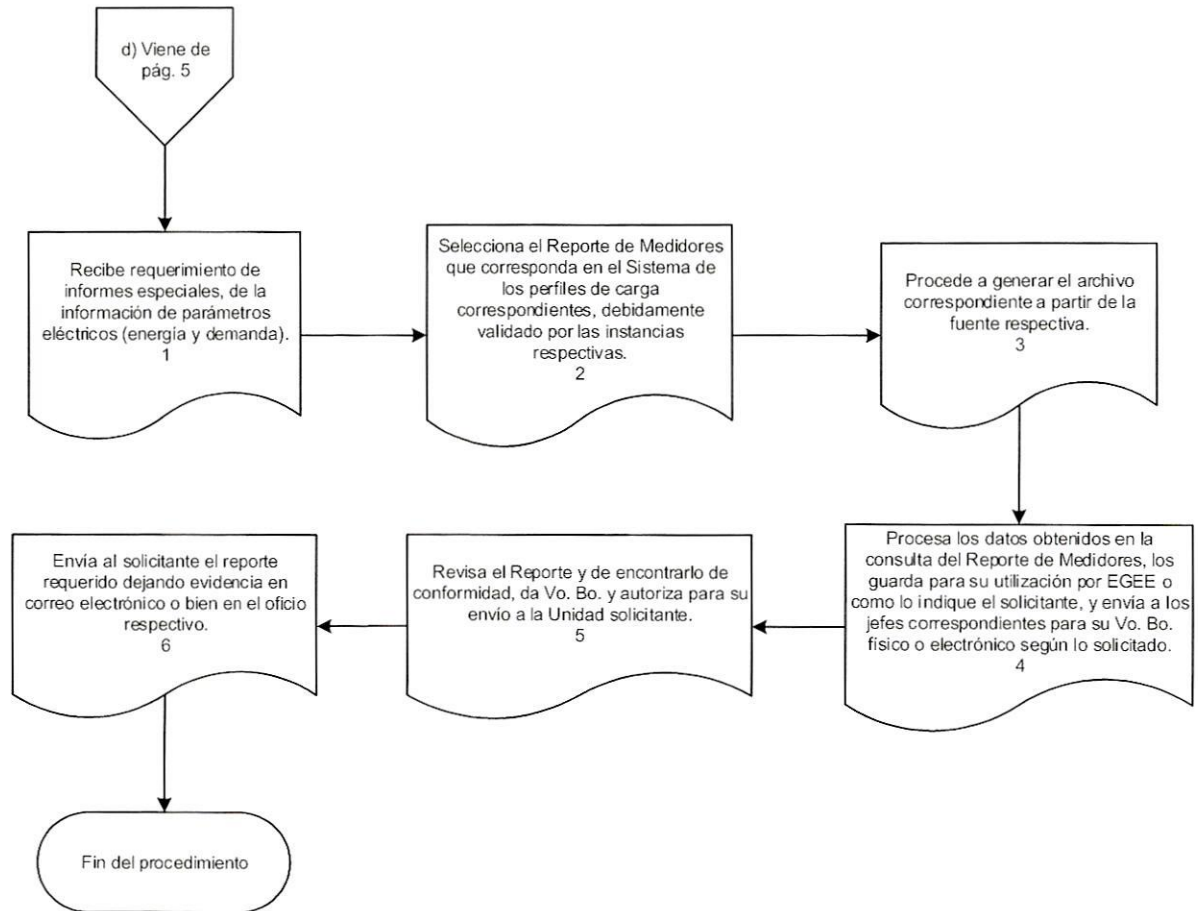 d) Viene de
pág. 5
Recibe requerimiento de
informes especiales, de la
información de parámetros
eléctricos (energía y demanda).
1
Selecciona el Reporte de Medidores
que corresponda en el Sistema de
los perfiles de carga
correspondientes, debidamente
validado por las instancias
respectivas.
2
Procede a generar el archivo
correspondiente a partir de la
fuente respectiva.
3
Procesa los datos obtenidos en la
consulta del Reporte de Medidores, los
guarda para su utilización por EGEE o
como lo indique el solicitante, y envía a los
jefes correspondientes para su Vo. Bo.
físico o electrónico según lo solicitado.
4
Revisa el Reporte y de encontrarlo de
conformidad, da Vo. Bo. y autoriza para su
envío a la Unidad solicitante.
5
Envía al solicitante el reporte
requerido dejando evidencia en
correo electrónico o bien en el oficio
respectivo.
6
Fin del procedimiento